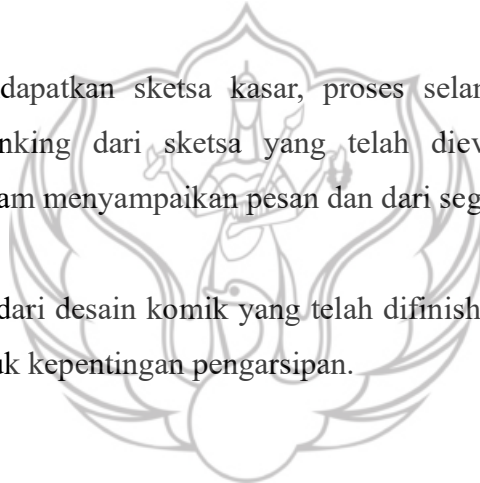 dapatkan sketsa kasar, proses selan
nking dari sketsa yang telah diev
am menyampaikan pesan dan dari seg
dari desain komik yang telah difinish
uk kepentingan pengarsipan.